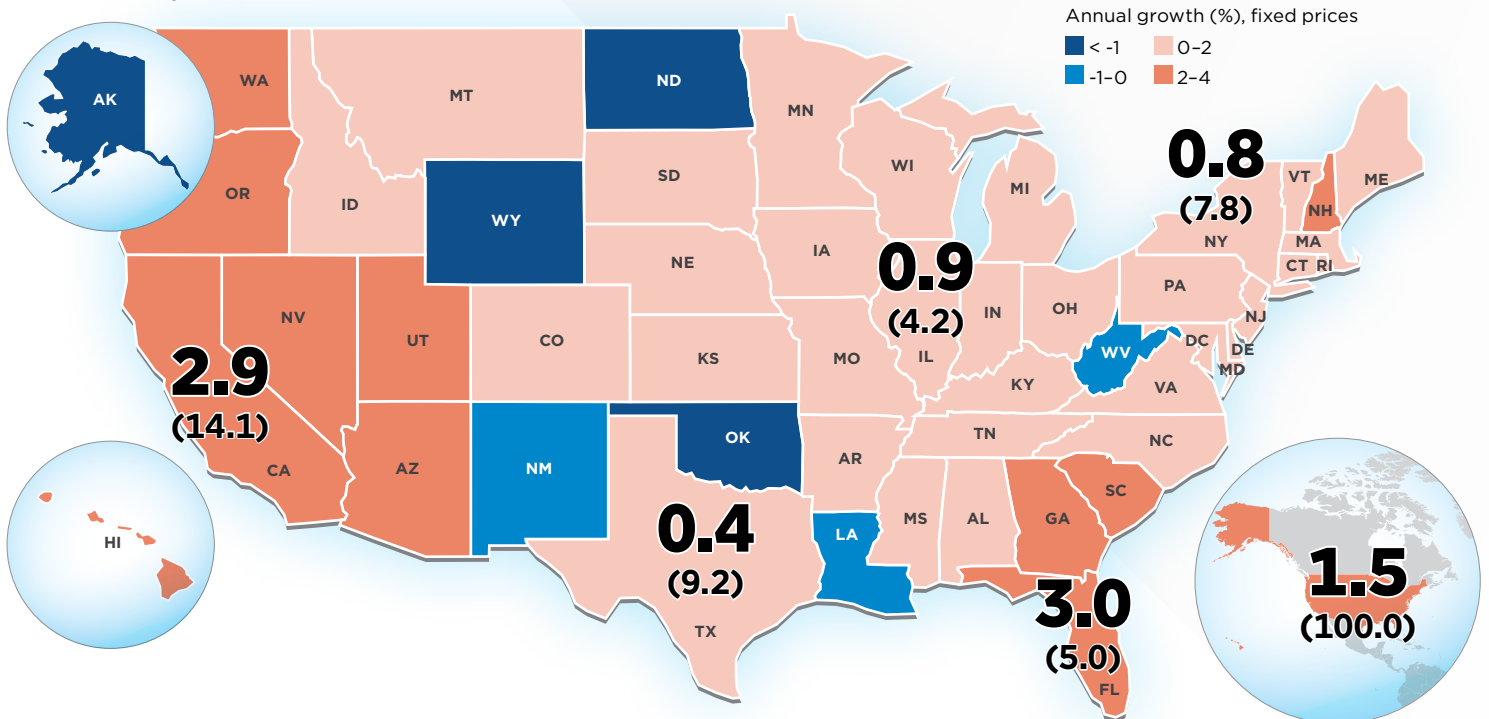 Annual growth (%), fixed prices
< -1
0–2
-1–0
2–4
AK
WA
MT
ND
MN
OR
ID
WY
SD
WI
MI
0.8
(7.8)
VT
NH
ME
NY
MA
CT RI
NV
UT
CO
NE
IA
0.9
(4.2)
IL
IN
OH
PA
NJ
2.9
(14.1)
CA
KS
MO
KY
WV
DC
DE
MD
VA
HI
AZ
NM
OK
AR
TN
NC
0.4
(9.2)
TX
LA
MS
AL
GA
SC
3.0
(5.0)
FL
1.5
(100.0)